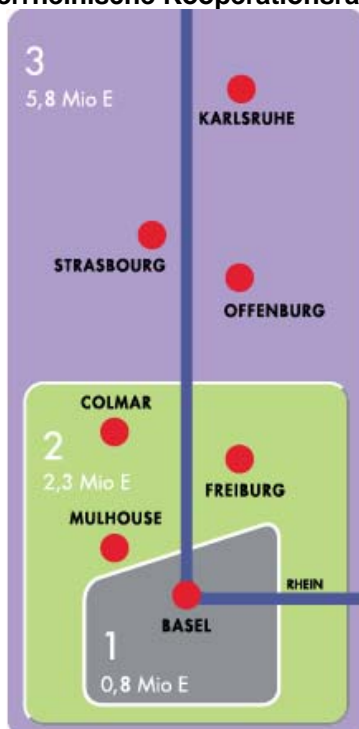 3
5,8 Mio E
KARLSRUHE
STRASBOURG
OFFENBURG
COLMAR
2
2,3 Mio E
FREIBURG
MULHOUSE
RHEIN
BASEL
1
0,8 Mio E